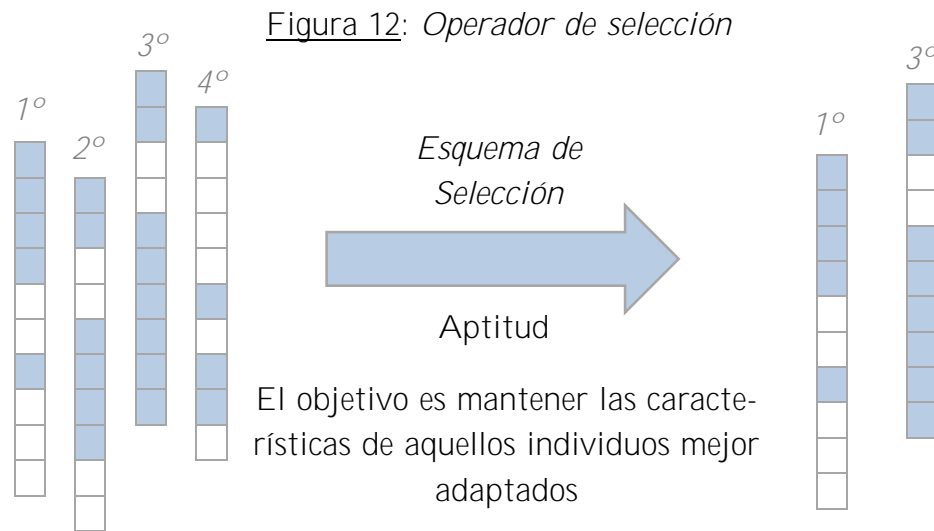 Figura 12: Operador de selección
3º
4º
1º
2º
Esquema de
Selección
Aptitud
El objetivo es mantener las caracte-
rísticas de aquellos individuos mejor
adaptados
3º
1º